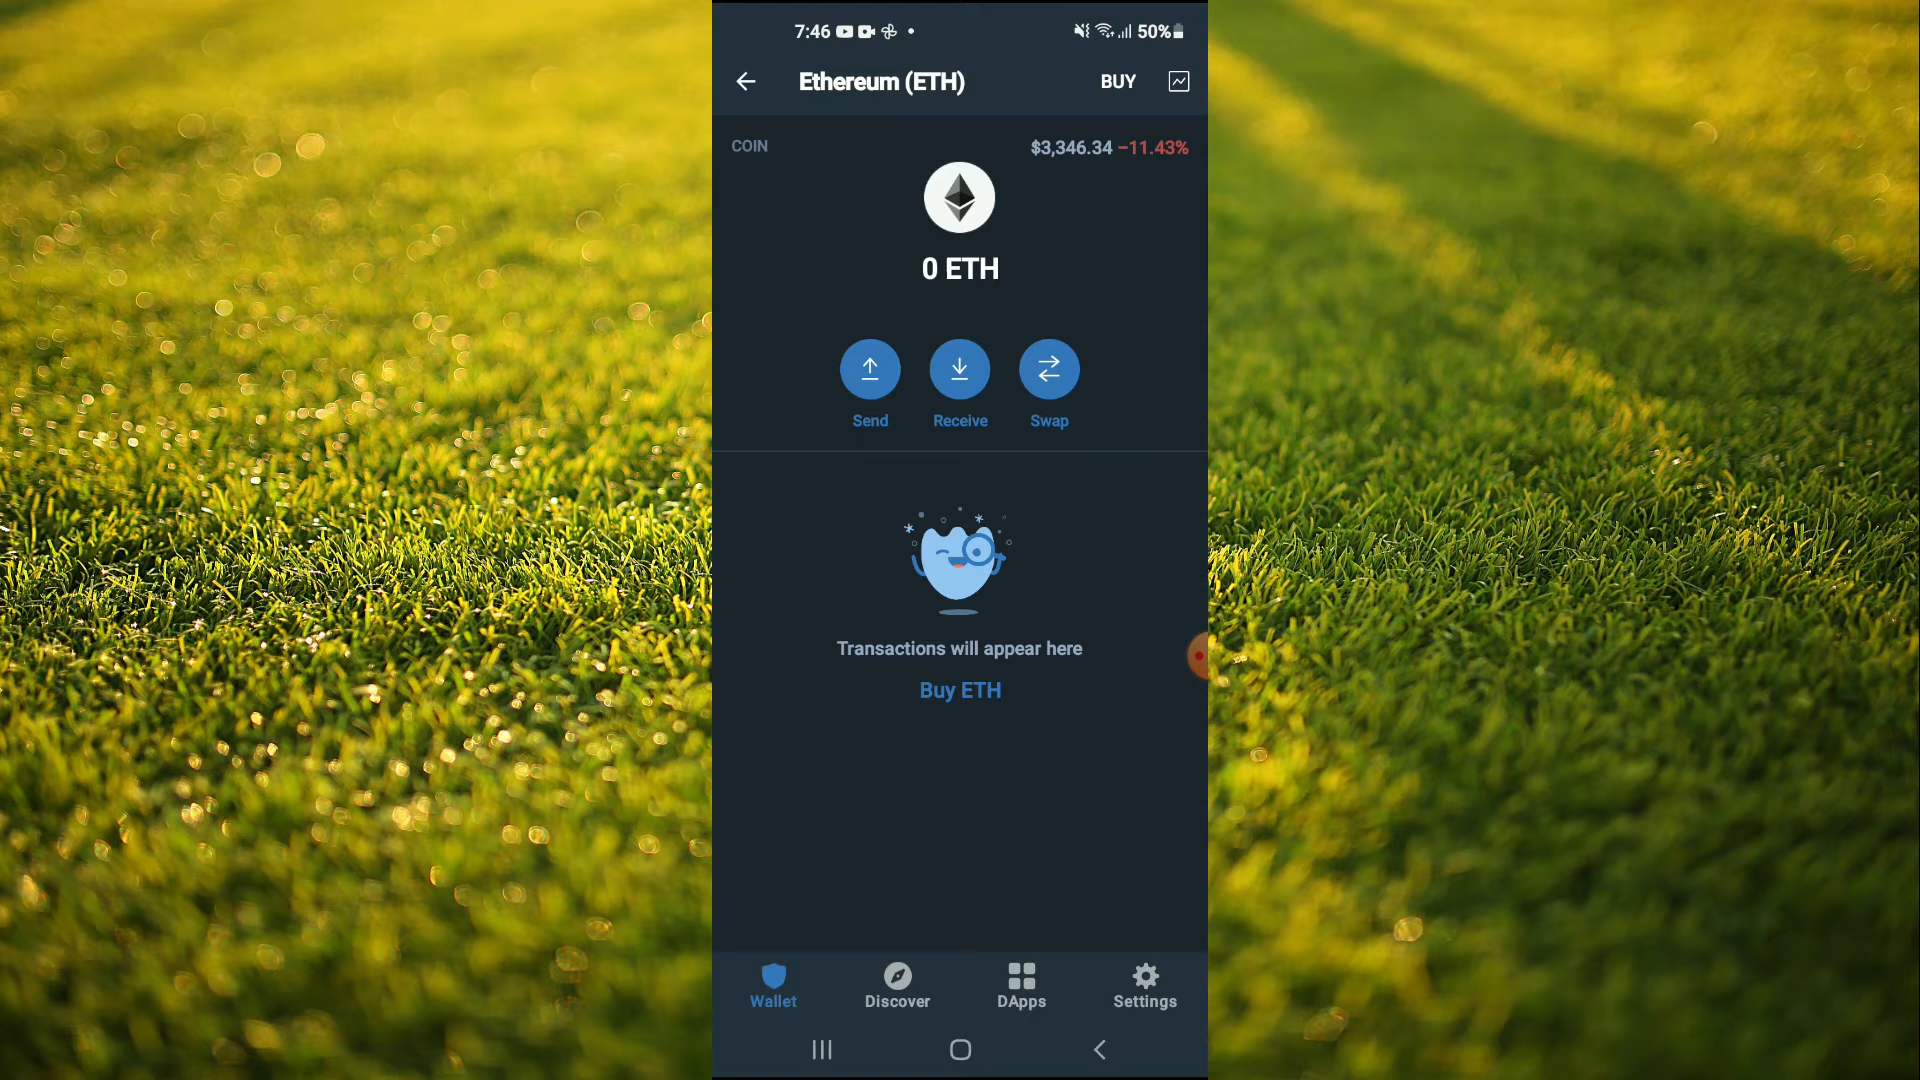 7:46 50%
Ethereum (ETH) BUY
COIN $3,346.34 −11.43%
0 ETH
Send Receive Swap
Transactions will appear here
Buy ETH
Wallet Discover DApps Settings